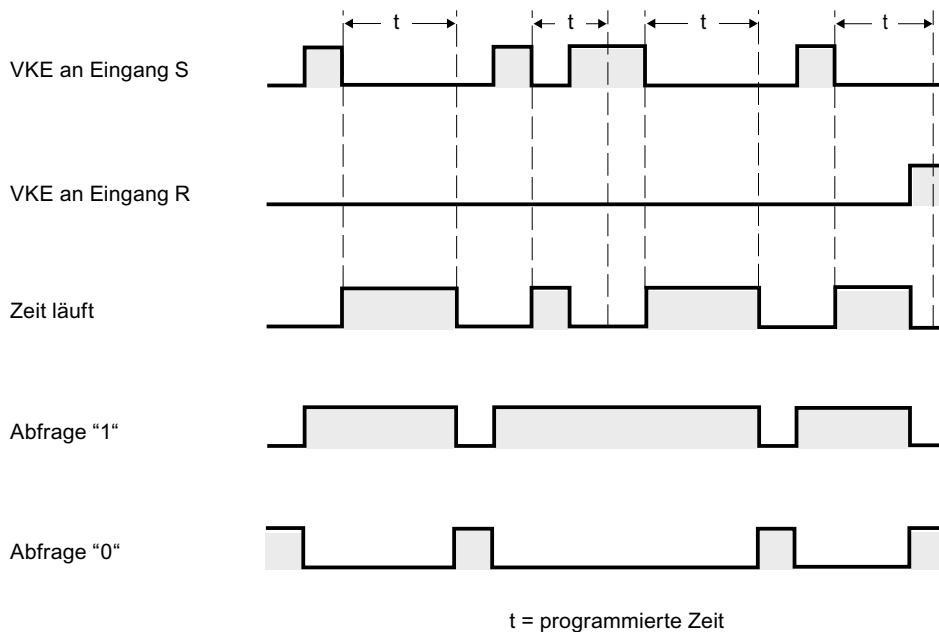 t t t t
VKE an Eingang S
VKE an Eingang R
Zeit läuft
Abfrage “1“
Abfrage “0“
t = programmierte Zeit